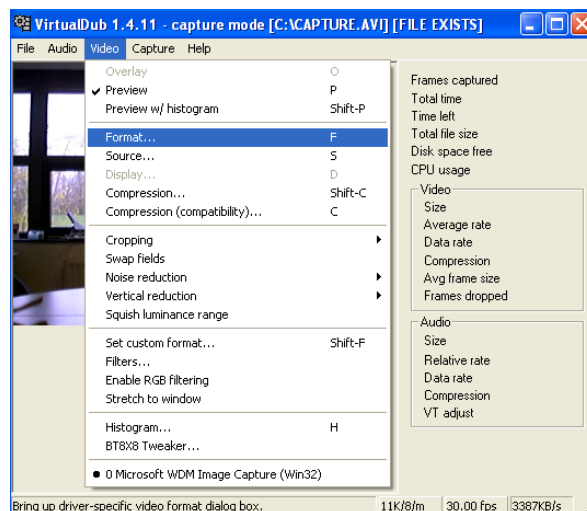 VirtualDub 1.4.11 - capture mode [C:\CAPTURE.AVI] [FILE EXISTS]
File Audio Video Capture Help
Overlay O
Preview P
Preview w/ histogram Shift-P
Format... F
Source... S
Display... D
Compression... Shift-C
Compression (compatibility)... C
Cropping
Swap fields
Noise reduction
Vertical reduction
Squish luminance range
Set custom format... Shift-F
Filters...
Enable RGB filtering
Stretch to window
Histogram... H
BT8X8 Tweaker...
0 Microsoft WDM Image Capture (Win32)
Frames captured
Total time
Time left
Total file size
Disk space free
CPU usage
Video
Size
Average rate
Data rate
Compression
Avg frame size
Frames dropped
Audio
Size
Relative rate
Data rate
Compression
VT adjust
Bring up driver-specific video format dialog box. 11K/8/m 30.00 fps 3387KB/s